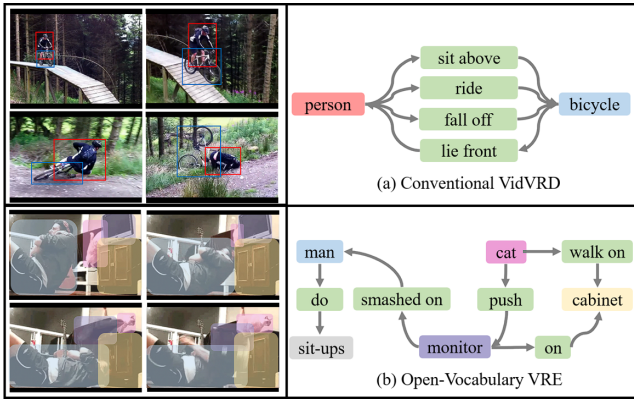 sit above
ride
person
bicycle
fall off
lie front
(a) Conventional VidVRD
man
cat
walk on
do
smashed on
push
cabinet
sit-ups
monitor
on
(b) Open-Vocabulary VRE